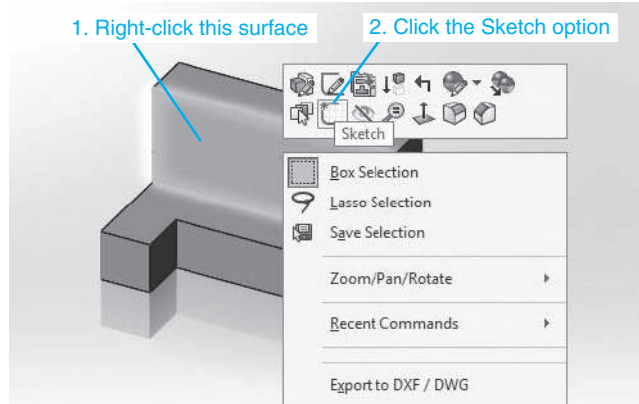 1. Right-click this surface
2. Click the Sketch option
Sketch
Box Selection
Lasso Selection
Save Selection
Zoom/Pan/Rotate
Recent Commands
Export to DXF / DWG